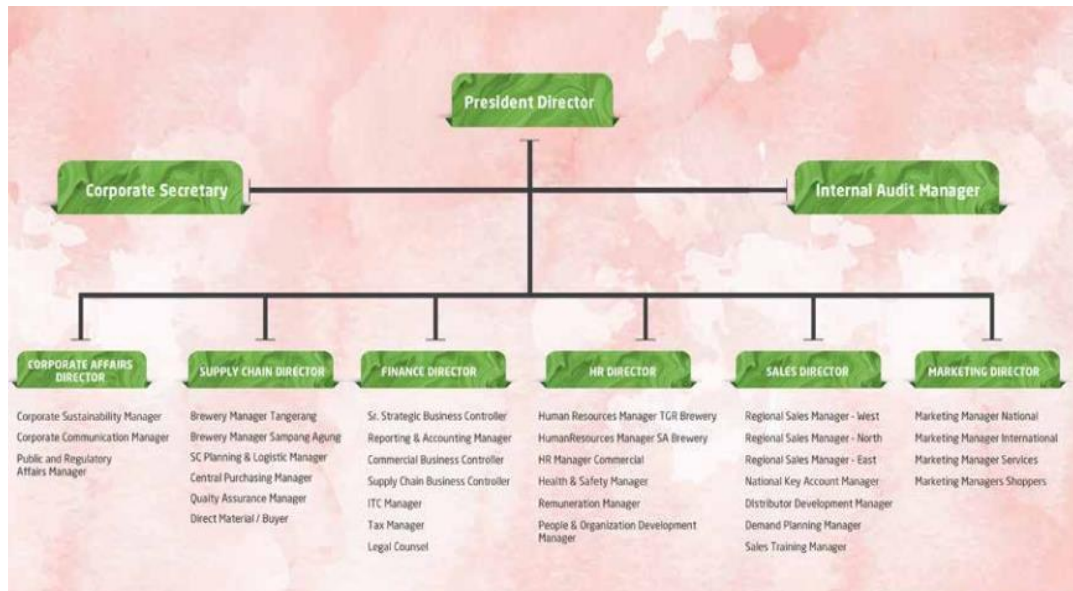 President Director
Corporate Secretary
Internal Audit Manager
CORPORATE AFFAIRS
DIRECTOR
Corporate Sustainability Manager
Corporate Communication Manager
Public and Regulatory
Affairs Manager
SUPPLY CHAIN DIRECTOR
Brewery Manager Tangerang
Brewery Manager Sampang Agung
SC Planning & Logistic Manager
Central Purchasing Manager
Quaity Assurance Manager
Direct Material / Buyer
FINANCE DIRECTOR
Sr. Strategic Business Controller
Reporting & Accounting Manager
Commercial Business Controller
Supply Chain Business Controller
ITC Manager
Tax Manager
Legal Counsel
HR DIRECTOR
Human Resources Manager TGR Brewery
HumanResources Manager SA Brewery
HR Manager Commercial
Health & Safety Manager
Remuneration Manager
People & Organization Development
Manager
SALES DIRECTOR
Regional Sales Manager - West
Regional Sales Manager - North
Regional Sales Manager - East
National Key Account Manager
Distributor Development Manager
Demand Planning Manager
Sales Training Manager
MARKETING DIRECTOR
Marketing Manager National
Marketing Manager International
Marketing Manager Services
Marketing Managers Shoppers